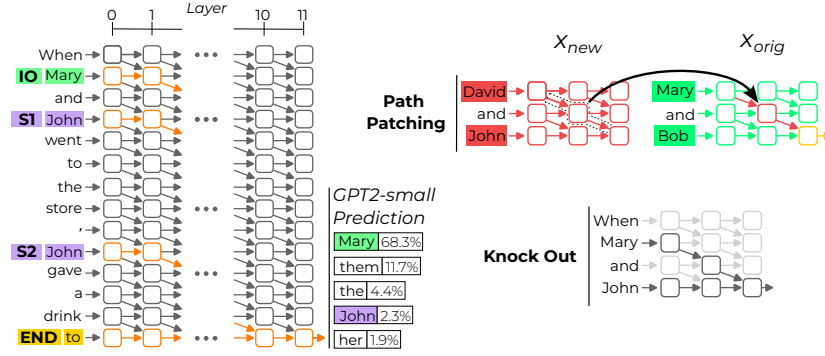 Layer
0 1 10 11
When
IO Mary
and
S1 John
went
to
the
store
,
S2 John
gave
a
drink
END to
GPT2-small
Prediction
Mary 68.3%
them 11.7%
the 4.4%
John 2.3%
her 1.9%
Path
Patching
Xnew
David
and
John
Xorig
Mary
and
Bob
Knock Out
When
Mary
and
John